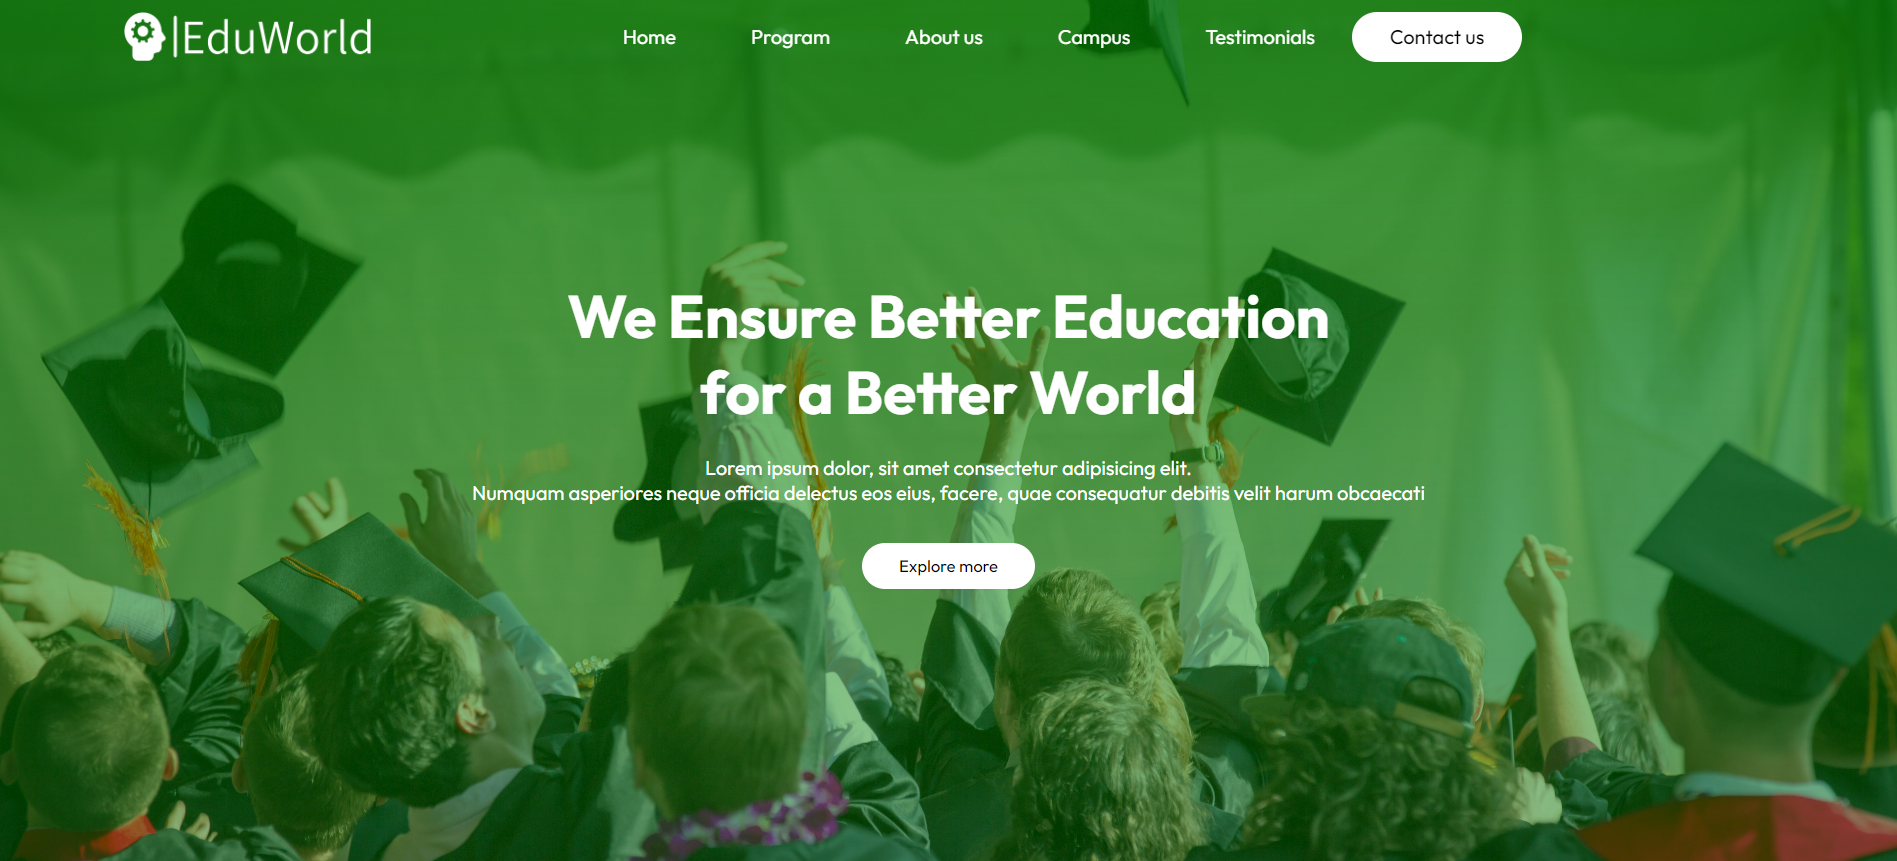 |EduWorld
Home Program About us Campus Testimonials Contact us
We Ensure Better Education
for a Better World
Lorem ipsum dolor, sit amet consectetur adipisicing elit.
Numquam asperiores neque officia delectus eos eius, facere, quae consequatur debitis velit harum obcaecati
Explore more